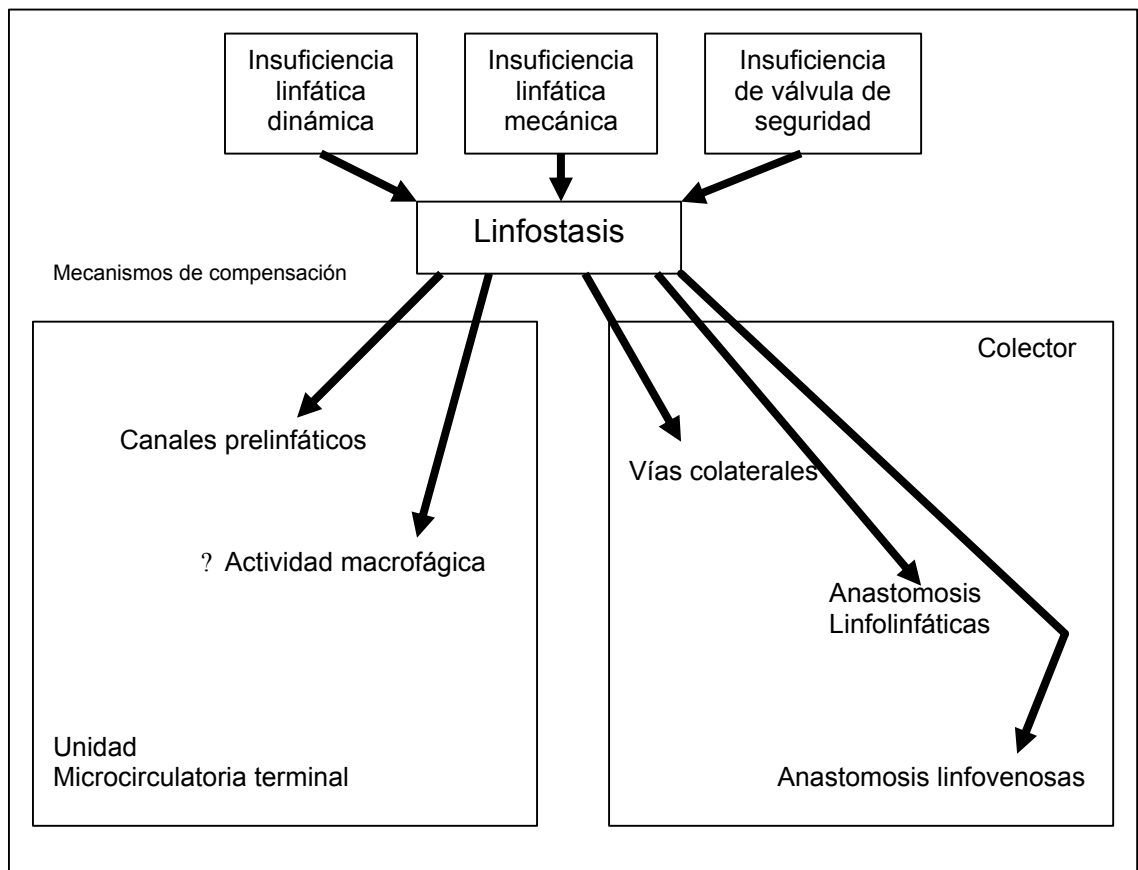 Insuficiencia
linfática
dinámica
Insuficiencia
linfática
mecánica
Insuficiencia
de válvula de
seguridad
Linfostasis
Mecanismos de compensación
Colector
Canales prelinfáticos
Vías colaterales
? Actividad macrofágica
Anastomosis
Linfolinfáticas
Unidad
Microcirculatoria terminal
Anastomosis linfovenosas